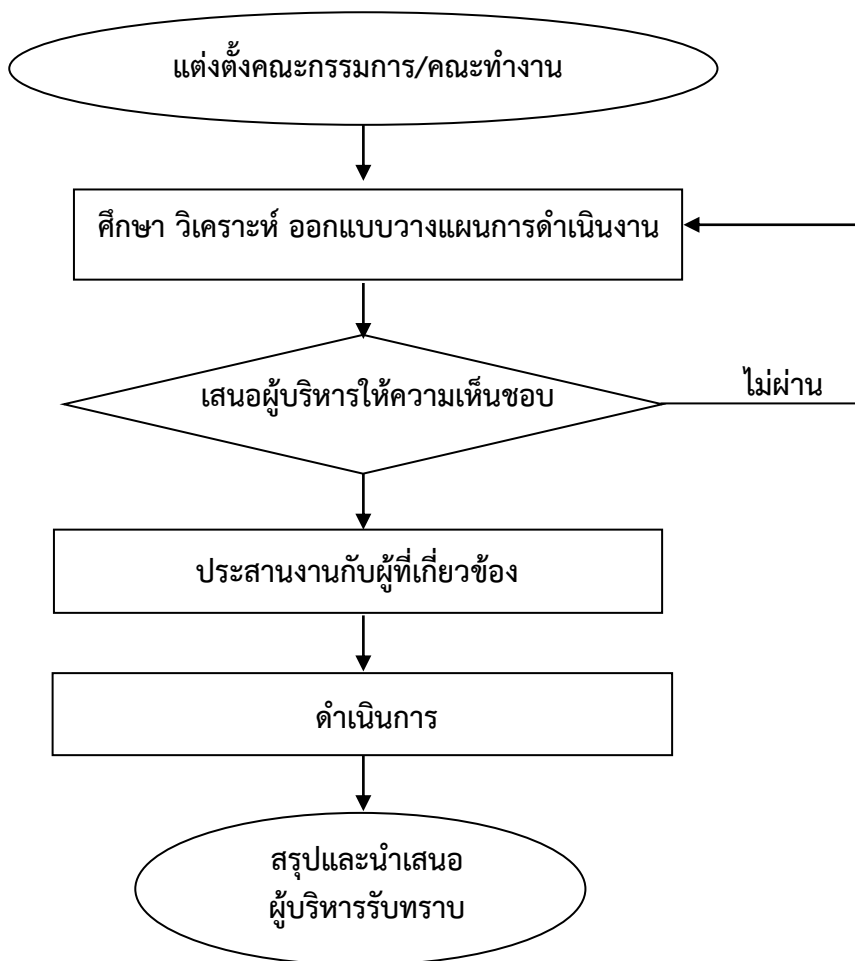 แต่งตั้งคณะกรรมการ/คณะทำงาน
ศึกษา วิเคราะห์ ออกแบบวางแผนการดำเนินงาน
เสนอผู้บริหารให้ความเห็นชอบ
ไม่ผ่าน
ประสานงานกับผู้ที่เกี่ยวข้อง
ดำเนินการ
สรุปและนำเสนอ
ผู้บริหารรับทราบ